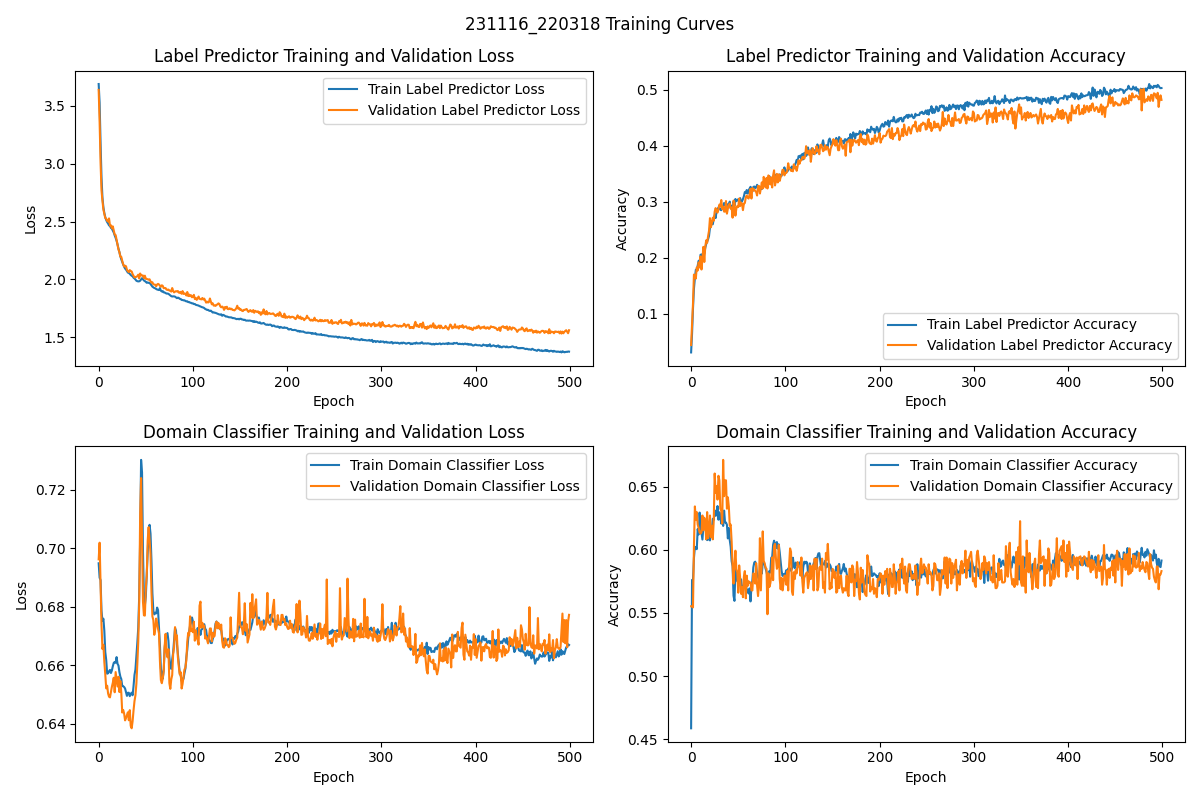 231116_220318 Training Curves
Label Predictor Training and Validation Loss
Train Label Predictor Loss
Validation Label Predictor Loss
Loss
3.5
3.0
2.5
2.0
1.5
0 100 200 300 400 500
Epoch
Label Predictor Training and Validation Accuracy
Train Label Predictor Accuracy
Validation Label Predictor Accuracy
Accuracy
0.5
0.4
0.3
0.2
0.1
0 100 200 300 400 500
Epoch
Domain Classifier Training and Validation Loss
Train Domain Classifier Loss
Validation Domain Classifier Loss
Loss
0.72
0.70
0.68
0.66
0.64
0 100 200 300 400 500
Epoch
Domain Classifier Training and Validation Accuracy
Train Domain Classifier Accuracy
Validation Domain Classifier Accuracy
Accuracy
0.65
0.60
0.55
0.50
0.45
0 100 200 300 400 500
Epoch